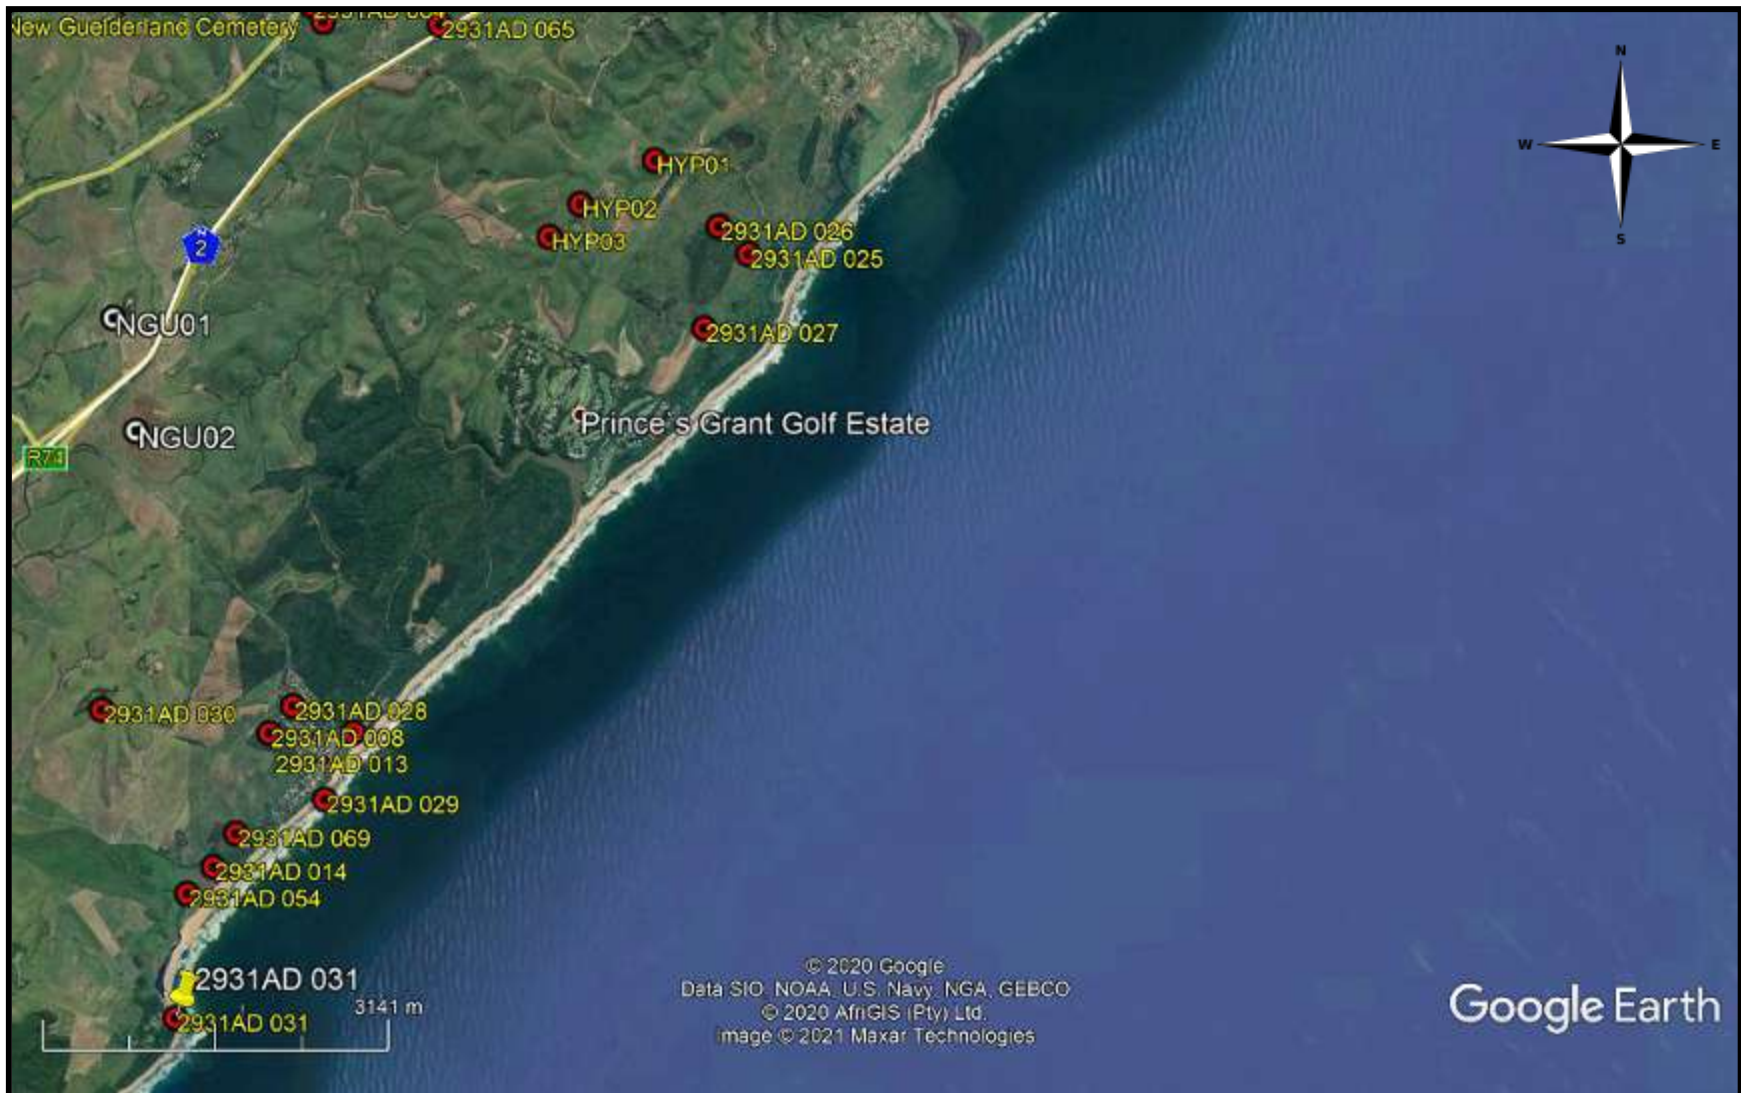 2931AD 064
New Guelderland Cemetery
2931AD 065
N
W
E
S
HYP01
HYP02
HYP03
2931AD 026
2931AD 025
N
2
NGU01
2931AD 027
Prince`s Grant Golf Estate
NGU02
R74
2931AD 028
2931AD 030
2931AD 008
2931AD 013
2931AD 029
2931AD 069
2931AD 014
2931AD 054
2931AD 031
3141 m
2931AD 031
© 2020 Google
Data SIO, NOAA, U.S. Navy, NGA, GEBCO
© 2020 AfriGIS (Pty) Ltd.
Image © 2021 Maxar Technologies
Google Earth